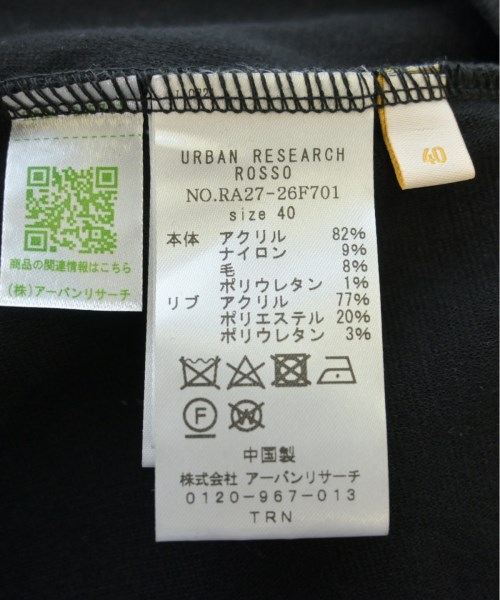 URBAN RESEARCH
ROSSO
NO.RA27-26F701
size 40
本体 アクリル 82%
ナイロン 9%
毛 8%
ポリウレタン 1%
リブ アクリル 77%
ポリエステル 20%
ポリウレタン 3%
F
W
中国製
株式会社 アーバンリサーチ
0120-967-013
TRN
商品の関連情報はこちら
(株)アーバンリサーチ
40